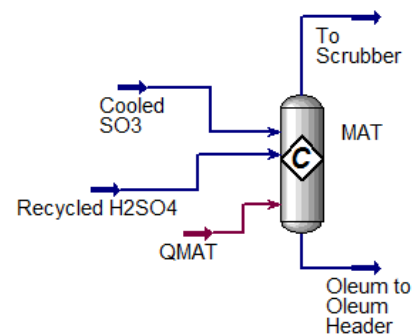 To
Scrubber
Cooled
SO3
MAT
C
Recycled H2SO4
QMAT
Oleum to
Oleum
Header